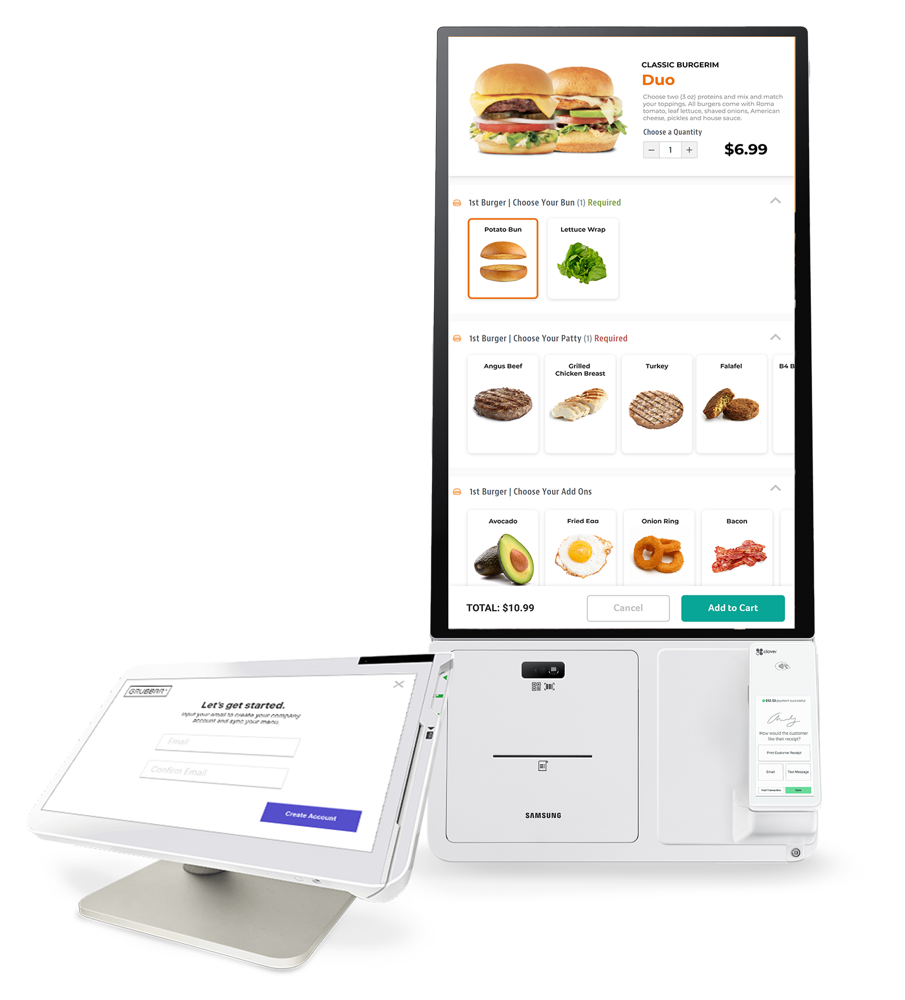 CLASSIC BURGERIM
Duo
Choose two (3 oz) proteins and mix and match
your toppings. All burgers come with Roma
tomato, leaf lettuce, shaved onions, American
cheese, pickles and house sauce.
Choose a Quantity
− 1 +
$6.99
1st Burger | Choose Your Bun (1) Required
Potato Bun
Lettuce Wrap
1st Burger | Choose Your Patty (1) Required
Angus Beef
Grilled
Chicken Breast
Turkey
Falafel
B4 B
1st Burger | Choose Your Add Ons
Avocado
Fried Egg
Onion Ring
Bacon
TOTAL: $10.99
Cancel
Add to Cart
SAMSUNG
clover
$52.53 payment successful
How would the customer
like their receipt?
Print Customer Receipt
Email
Text Message
Void Transaction
Done
GRUBBRR
Let's get started.
Input your email to create your company
account and sync your menu.
Email
Confirm Email
Create Account